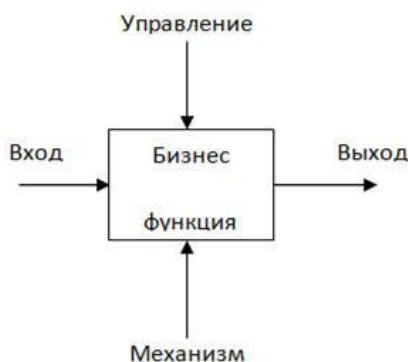 Управление
Вход
Бизнес
Выход
функция
Механизм